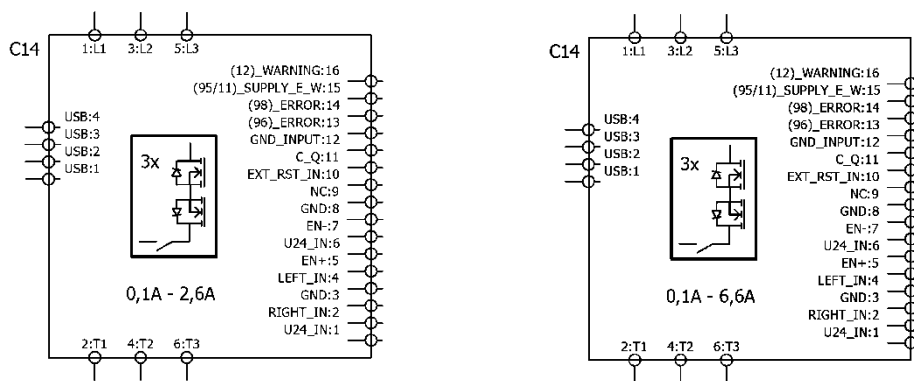 C14
1:L1 3:L2 5:L3
(12)_WARNING:16
(95/11)_SUPPLY_E_W:15
(98)_ERROR:14
(96)_ERROR:13
GND_INPUT:12
C_Q:11
EXT_RST_IN:10
NC:9
GND:8
EN-:7
U24_IN:6
EN+:5
LEFT_IN:4
GND:3
RIGHT_IN:2
U24_IN:1
USB:4
USB:3
USB:2
USB:1
3x
0,1A - 2,6A
2:T1 4:T2 6:T3
C14
1:L1 3:L2 5:L3
(12)_WARNING:16
(95/11)_SUPPLY_E_W:15
(98)_ERROR:14
(96)_ERROR:13
GND_INPUT:12
C_Q:11
EXT_RST_IN:10
NC:9
GND:8
EN-:7
U24_IN:6
EN+:5
LEFT_IN:4
GND:3
RIGHT_IN:2
U24_IN:1
USB:4
USB:3
USB:2
USB:1
3x
0,1A - 6,6A
2:T1 4:T2 6:T3